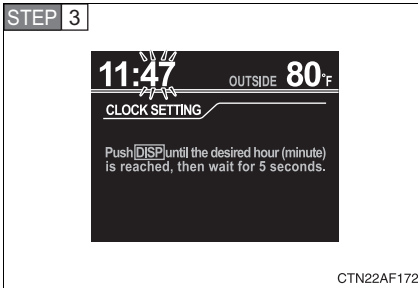 STEP 3
11:47 OUTSIDE 80°F
CLOCK SETTING
Push DISP until the desired hour (minute)
is reached, then wait for 5 seconds.
CTN22AF172